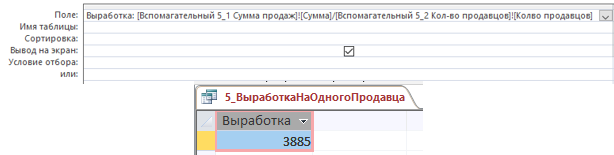 Поле: Выработка: [Вспомагательный 5_1 Сумма продаж]![Сумма]/[Вспомагательный 5_2 Кол-во продавцов]![Колво продавцов]
Имя таблицы:
Сортировка:
Вывод на экран:
Условие отбора:
или:
5_ВыработкаНаОдногоПродавца
Выработка
3885